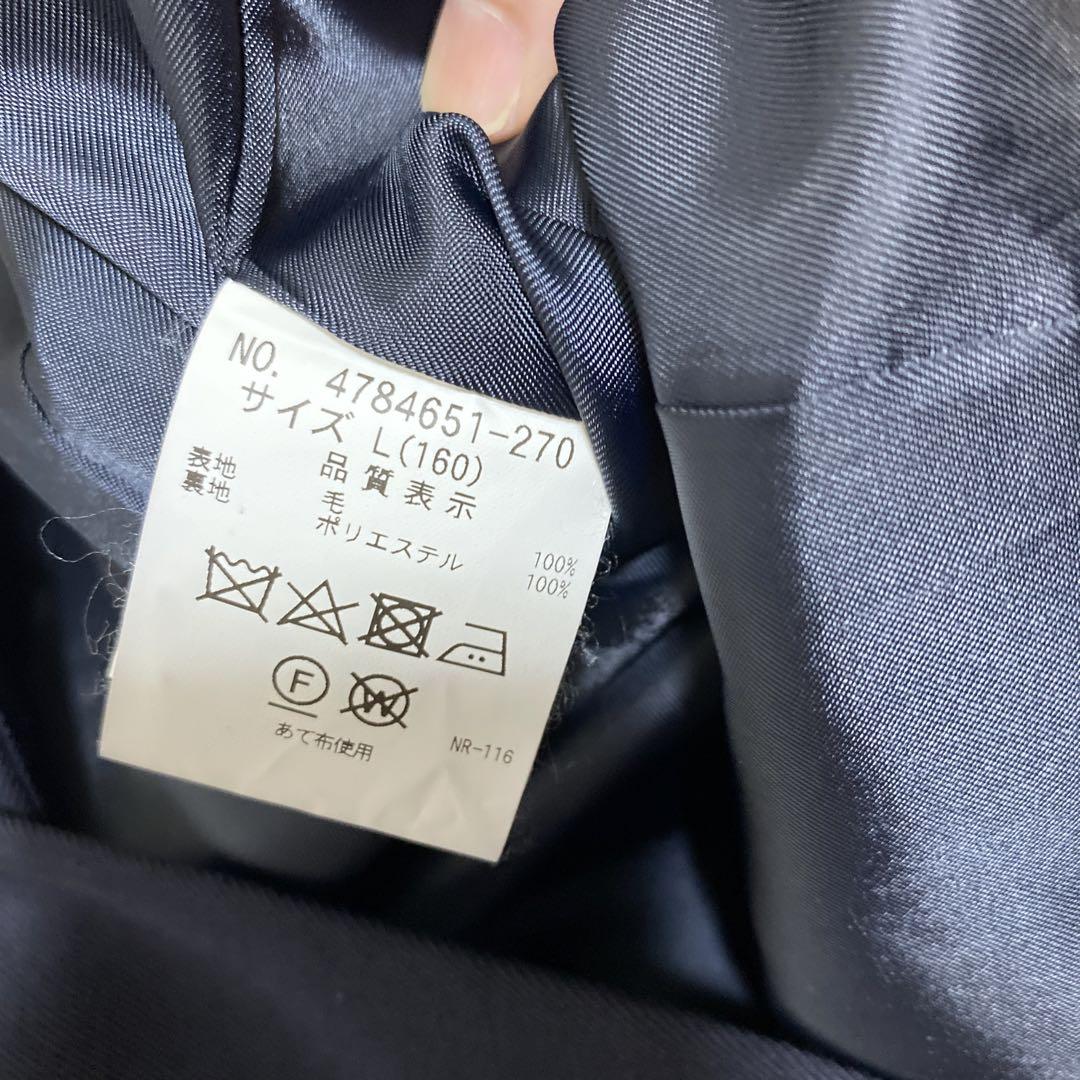 NO. 4784651-270
サイズ L(160)
品質表示
表地 毛 100%
裏地 ポリエステル 100%
F W
あて布使用
NR-116